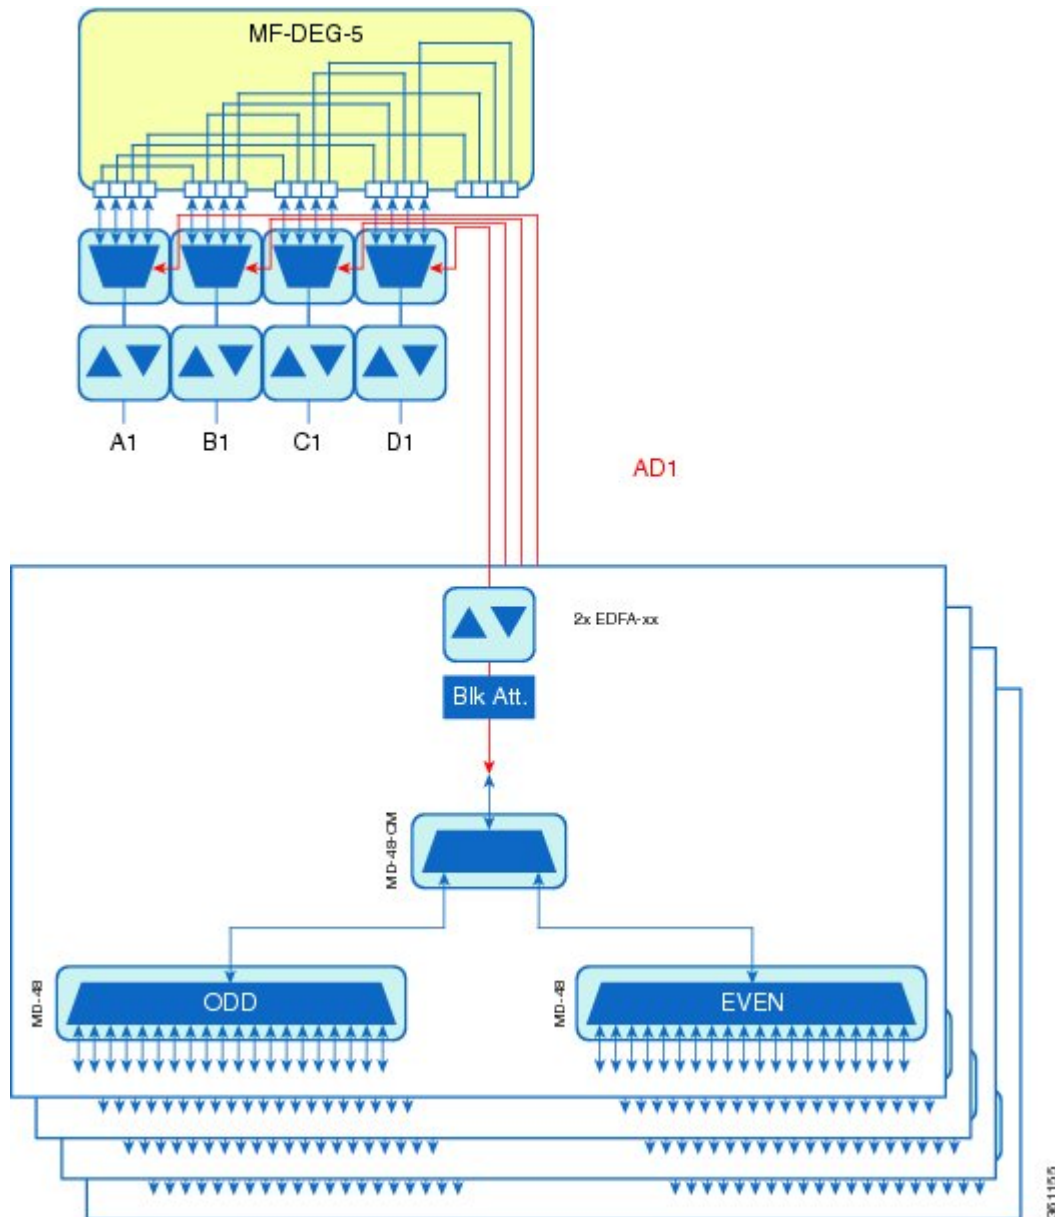 MF-DEG-5
A1
B1
C1
D1
AD1
2x EDFA-xx
Blk Att.
MD-48-CM
MD-48
ODD
MD-48
EVEN
361155